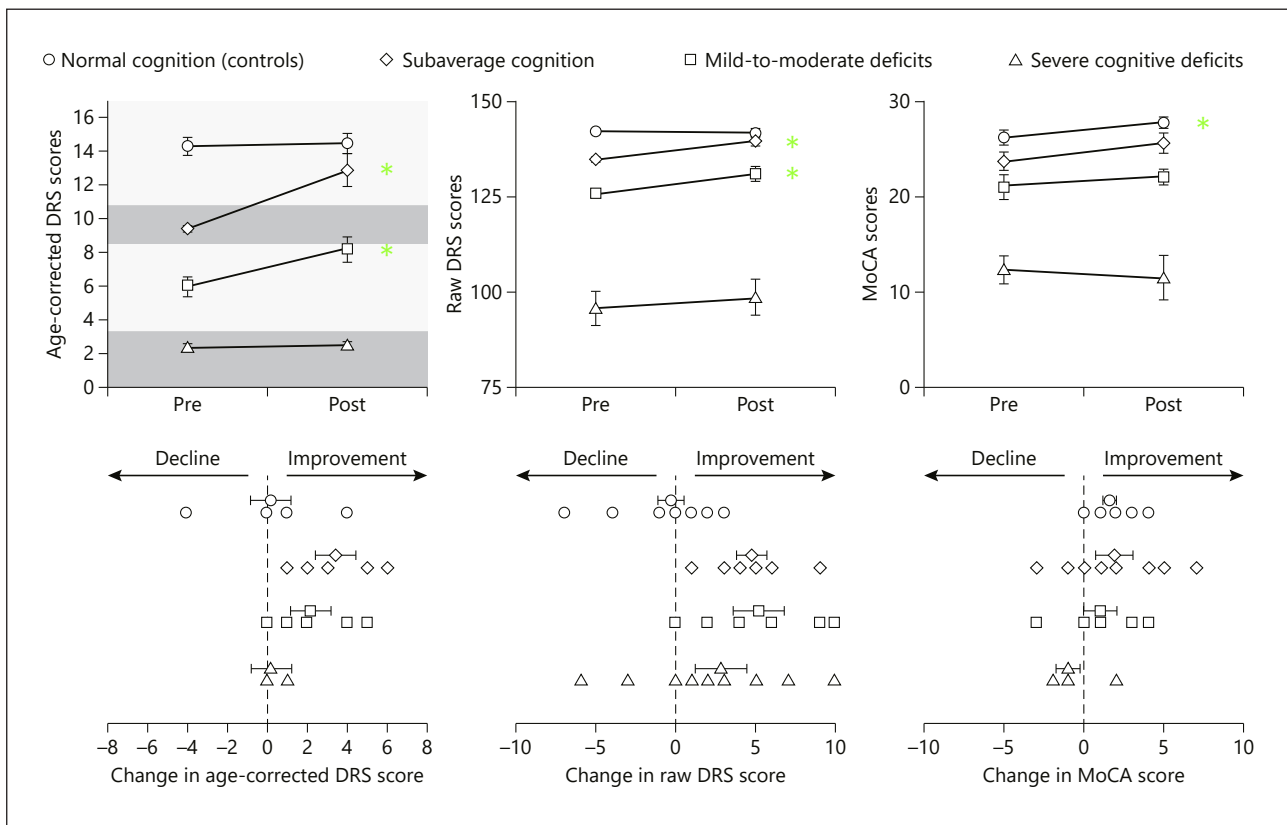 Normal cognition (controls) Subaverage cognition Mild-to-moderate deficits Severe cognitive deficits
Age-corrected DRS scores
16
14
12
10
8
6
4
2
0
Pre Post
*
*
Raw DRS scores
150
125
100
75
Pre Post
*
*
MoCA scores
30
20
10
0
Pre Post
*
Decline Improvement
–8 –6 –4 –2 0 2 4 6 8
Change in age-corrected DRS score
Decline Improvement
–10 –5 0 5 10
Change in raw DRS score
Decline Improvement
–10 –5 0 5 10
Change in MoCA score